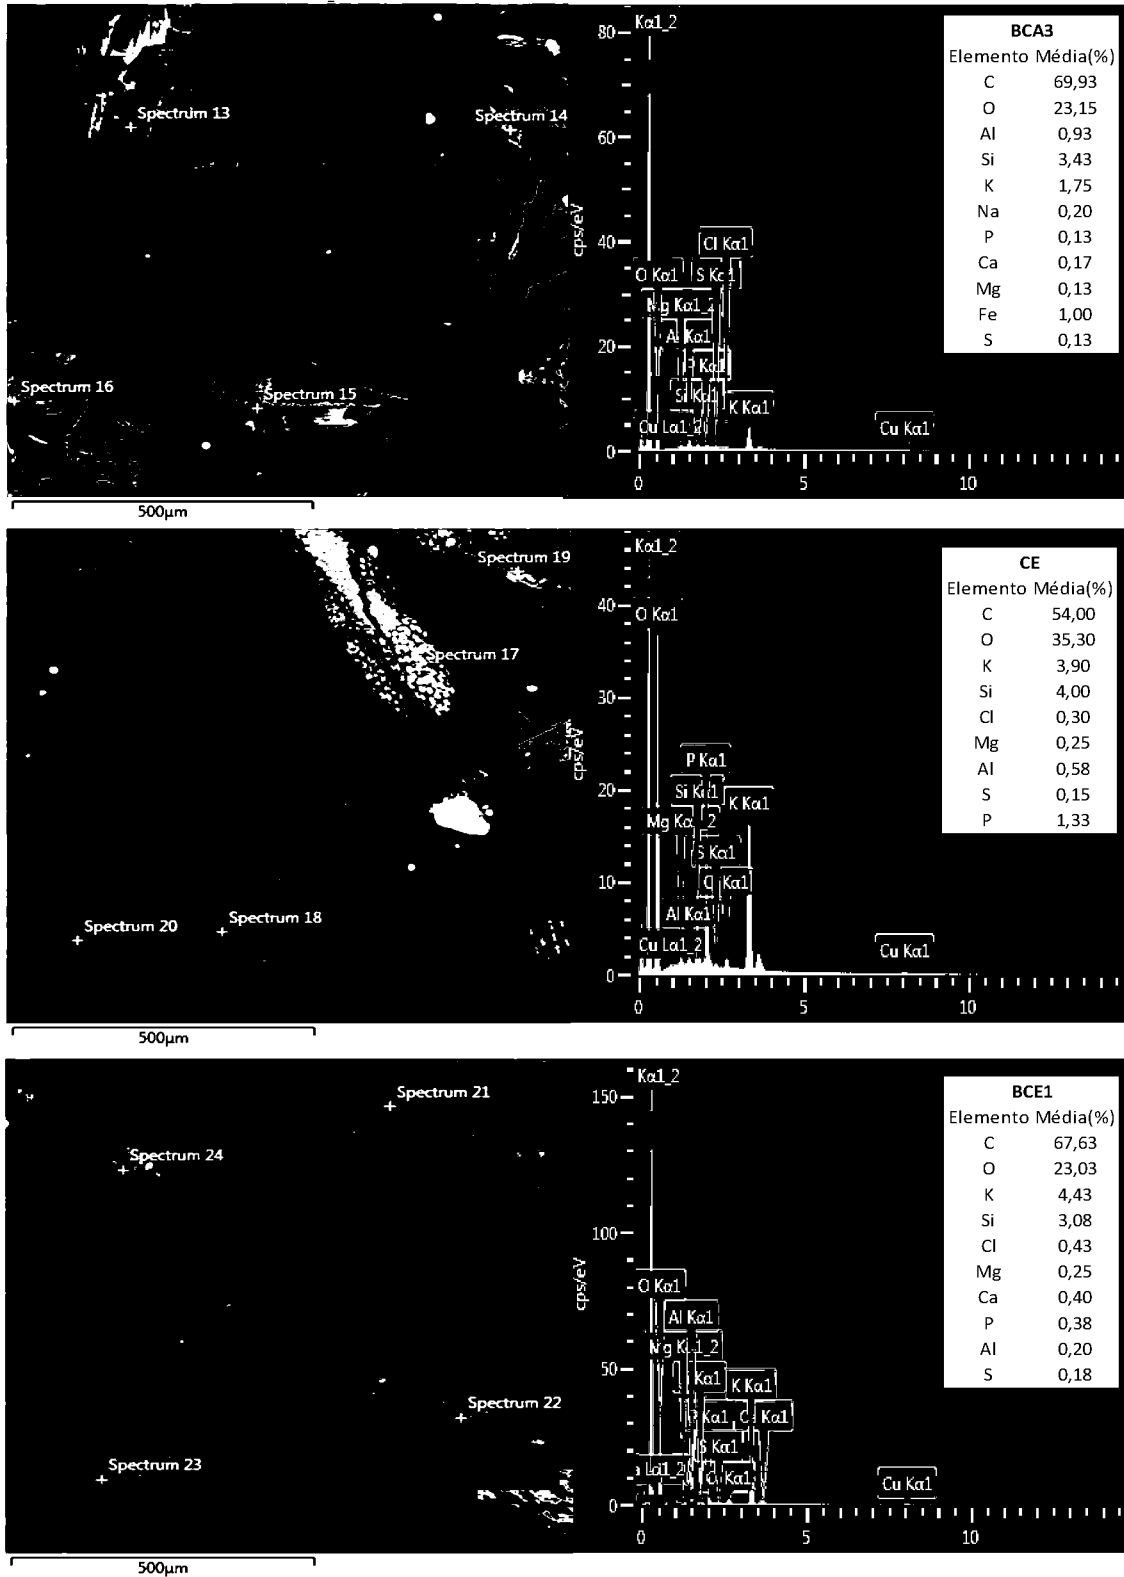 Spectrum 13
Spectrum 14
Spectrum 16
Spectrum 15
500µm
Kα1_2
80
60
40
20
0
cps/eV
Cl Kα1
O Kα1
Mg Kα1_2
K Kα1
Cu Lα1_2
Cu Kα1
0 5 10
BCA3
Elemento Média(%)
C 69,93
O 23,15
Al 0,93
Si 3,43
K 1,75
Na 0,20
P 0,13
Ca 0,17
Mg 0,13
Fe 1,00
S 0,13
Spectrum 19
Spectrum 17
Spectrum 20
Spectrum 18
500µm
Kα1_2
40
30
20
10
0
cps/eV
O Kα1
P Kα1
K Kα1
S Kα1
Kα1
Al Kα1
Cu Lα1_2
Cu Kα1
0 5 10
CE
Elemento Média(%)
C 54,00
O 35,30
K 3,90
Si 4,00
Cl 0,30
Mg 0,25
Al 0,58
S 0,15
P 1,33
Spectrum 21
Spectrum 24
Spectrum 22
Spectrum 23
500µm
Kα1_2
150
100
50
0
cps/eV
O Kα1
Al Kα1
Kα1
K Kα1
Kα1
Kα1
S Kα1
Kα1
Cu Kα1
0 5 10
BCE1
Elemento Média(%)
C 67,63
O 23,03
K 4,43
Si 3,08
Cl 0,43
Mg 0,25
Ca 0,40
P 0,38
Al 0,20
S 0,18